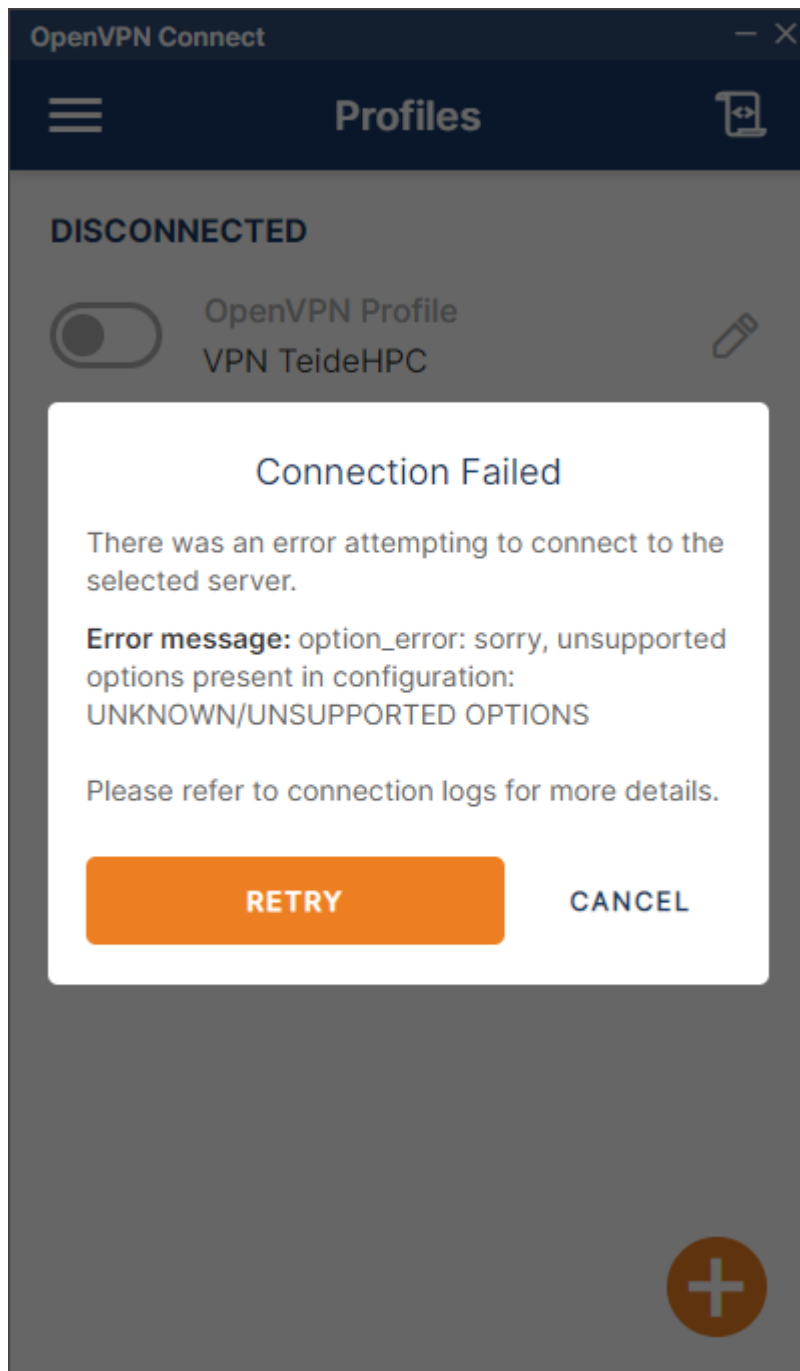 OpenVPN Connect
Profiles
DISCONNECTED
OpenVPN Profile
VPN TeideHPC
Connection Failed
There was an error attempting to connect to the
selected server.
Error message: option_error: sorry, unsupported
options present in configuration:
UNKNOWN/UNSUPPORTED OPTIONS
Please refer to connection logs for more details.
RETRY
CANCEL